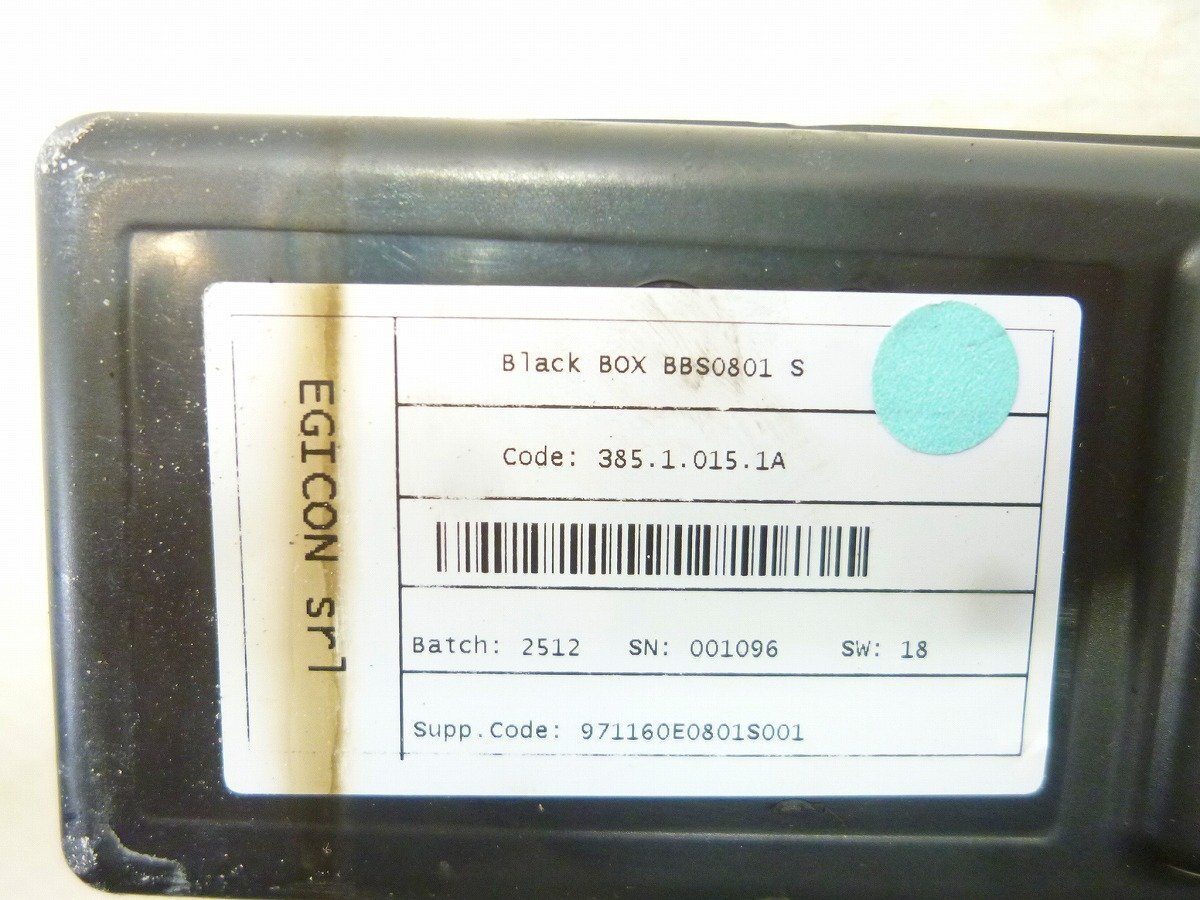 EGICON srl
Black BOX BBS0801 S
Code: 385.1.015.1A
Batch: 2512 SN: 001096 SW: 18
Supp.Code: 971160E0801S001